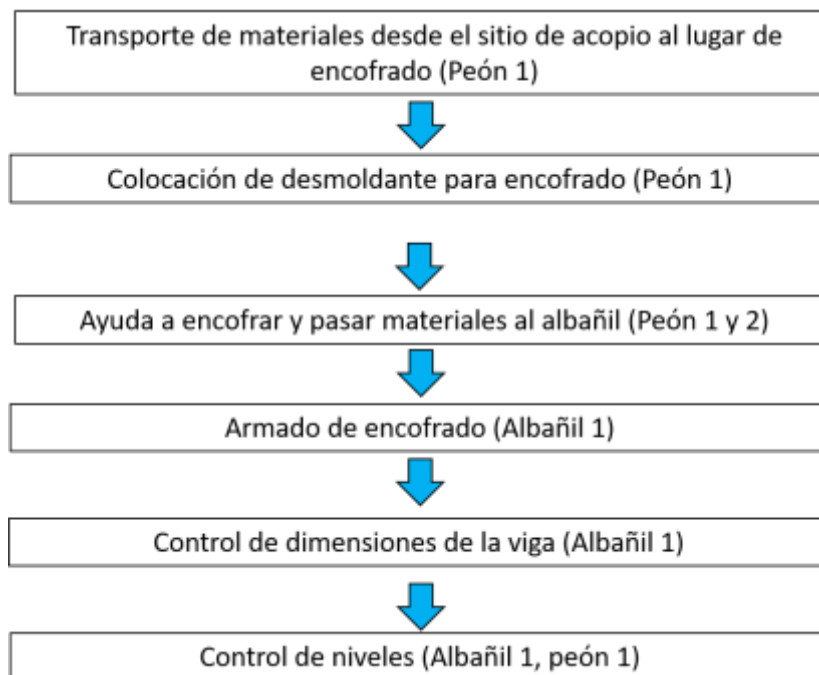 Transporte de materiales desde el sitio de acopio al lugar de
encofrado (Peón 1)
Colocación de desmoldante para encofrado (Peón 1)
Ayuda a encofrar y pasar materiales al albañil (Peón 1 y 2)
Armado de encofrado (Albañil 1)
Control de dimensiones de la viga (Albañil 1)
Control de niveles (Albañil 1, peón 1)